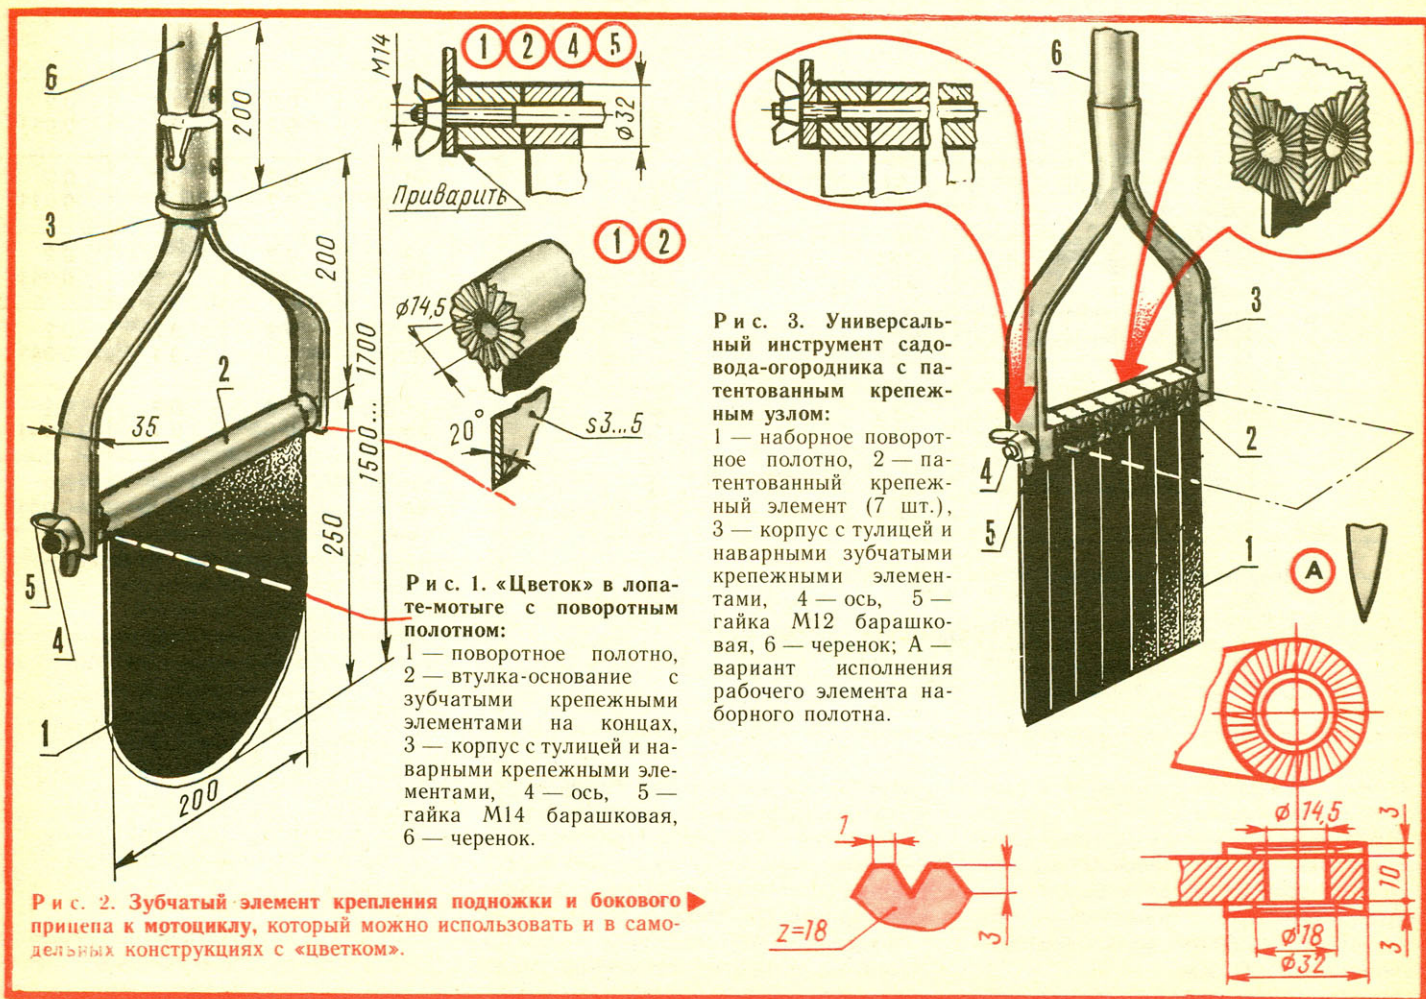 6
200
3
200
2
35
1500...1700
250
5
4
1
200
М14
1 2 4 5
ϕ32
Приварить
1 2
ϕ14,5
20°
s3...5
Рис. 1. «Цветок» в лопа-
те-мотыге с поворотным
полотном:
1 — поворотное полотно,
2 — втулка-основание с
зубчатыми крепежными
элементами на концах,
3 — корпус с тулицей и на-
варными крепежными эле-
ментами, 4 — ось, 5 —
гайка М14 барашковая,
6 — черенок.
Рис. 2. Зубчатый элемент крепления подножки и бокового
прицепа к мотоциклу, который можно использовать и в само-
дельных конструкциях с «цветком».
Рис. 3. Универсаль-
ный инструмент садо-
вода-огородника с па-
тентованным крепеж-
ным узлом:
1 — наборное поворот-
ное полотно, 2 — па-
тентованный крепеж-
ный элемент (7 шт.),
3 — корпус с тулицей и
наварными зубчатыми
крепежными элемен-
тами, 4 — ось, 5 —
гайка М12 барашко-
вая, 6 — черенок; А —
вариант исполнения
рабочего элемента на-
борного полотна.
6
3
2
4
5
1
А
1
z=18
3
ϕ14,5
3
10
3
ϕ18
ϕ32